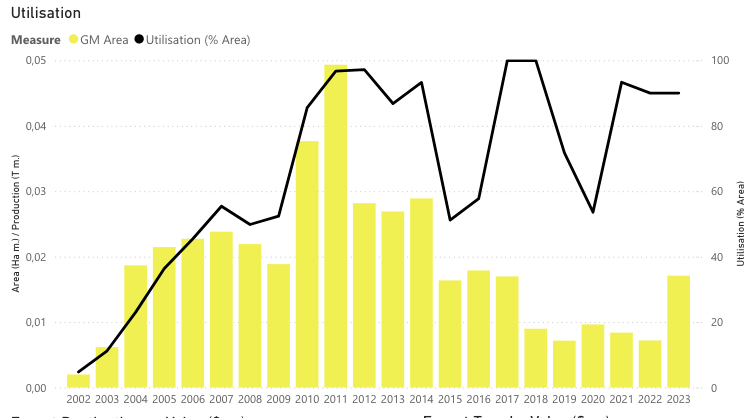 Utilisation
Measure GM Area Utilisation (% Area)
0,05 100
0,04 80
0,03 60
0,02 40
0,01 20
0,00 0
Area (Ha m.) / Production (T m.)
Utilisation (% Area)
2002 2003 2004 2005 2006 2007 2008 2009 2010 2011 2012 2013 2014 2015 2016 2017 2018 2019 2020 2021 2022 2023